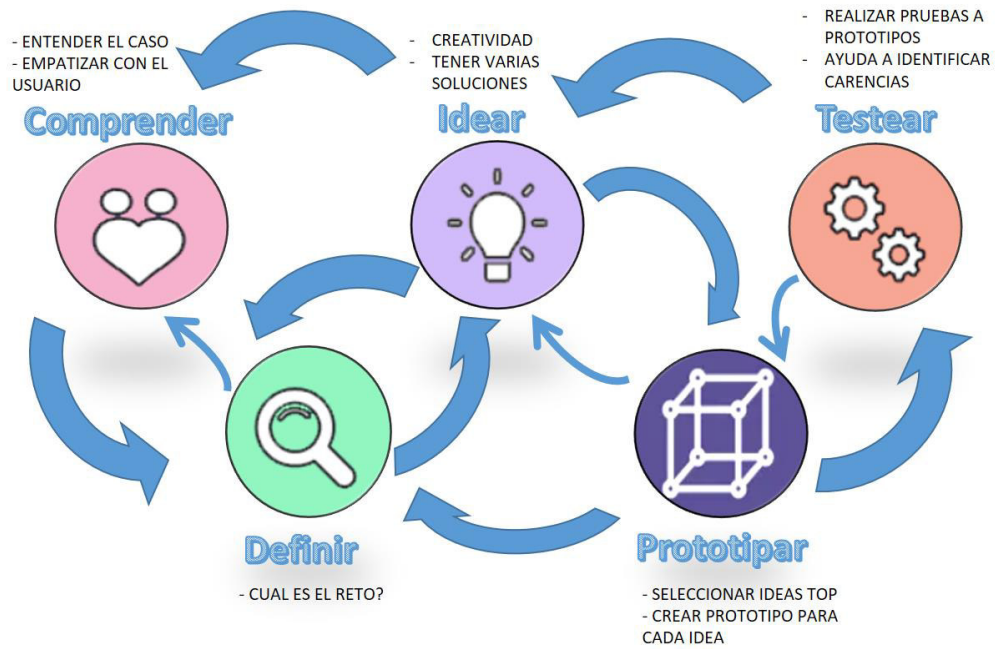 - ENTENDER EL CASO
- EMPATIZAR CON EL
USUARIO
Comprender
- CREATIVIDAD
- TENER VARIAS
SOLUCIONES
Idear
- REALIZAR PRUEBAS A
PROTOTIPOS
- AYUDA A IDENTIFICAR
CARENCIAS
Testear
Definir
- CUAL ES EL RETO?
Prototipar
- SELECCIONAR IDEAS TOP
- CREAR PROTOTIPO PARA
CADA IDEA